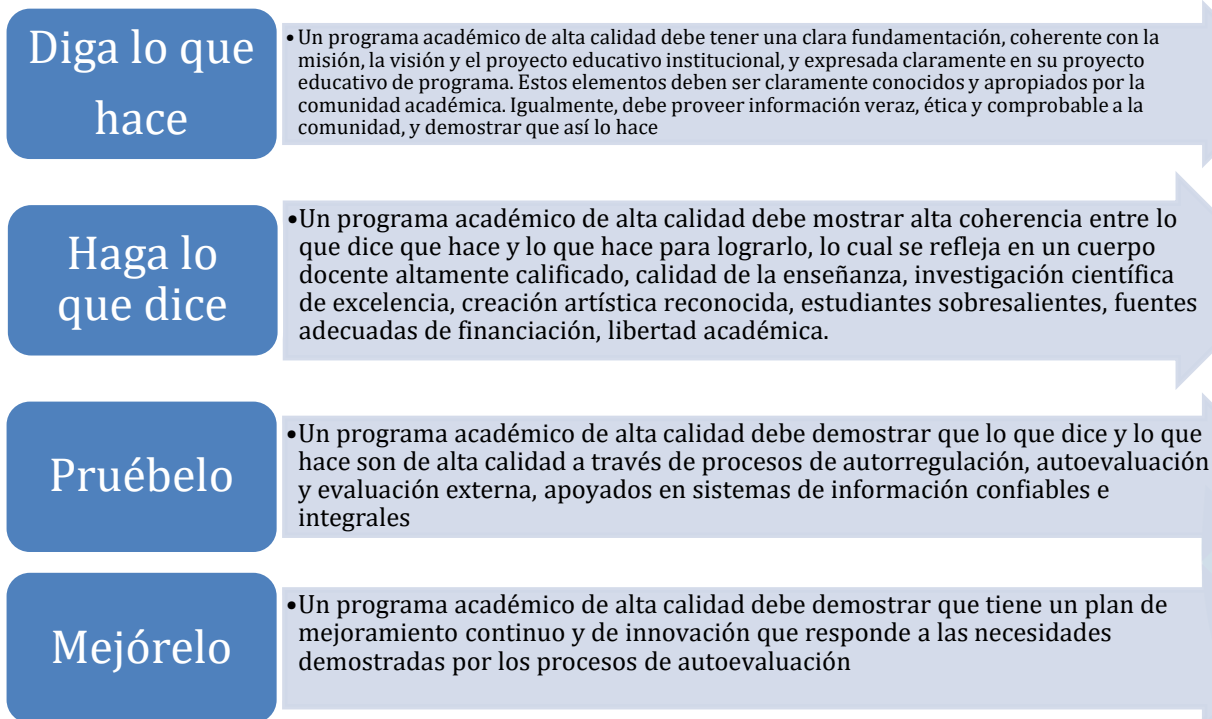 Diga lo que
hace
• Un programa académico de alta calidad debe tener una clara fundamentación, coherente con la
misión, la visión y el proyecto educativo institucional, y expresada claramente en su proyecto
educativo de programa. Estos elementos deben ser claramente conocidos y apropiados por la
comunidad académica. Igualmente, debe proveer información veraz, ética y comprobable a la
comunidad, y demostrar que así lo hace
Haga lo
que dice
•Un programa académico de alta calidad debe mostrar alta coherencia entre lo
que dice que hace y lo que hace para lograrlo, lo cual se refleja en un cuerpo
docente altamente calificado, calidad de la enseñanza, investigación científica
de excelencia, creación artística reconocida, estudiantes sobresalientes, fuentes
adecuadas de financiación, libertad académica.
Pruébelo
•Un programa académico de alta calidad debe demostrar que lo que dice y lo que
hace son de alta calidad a través de procesos de autorregulación, autoevaluación
y evaluación externa, apoyados en sistemas de información confiables e
integrales
Mejórelo
•Un programa académico de alta calidad debe demostrar que tiene un plan de
mejoramiento continuo y de innovación que responde a las necesidades
demostradas por los procesos de autoevaluación